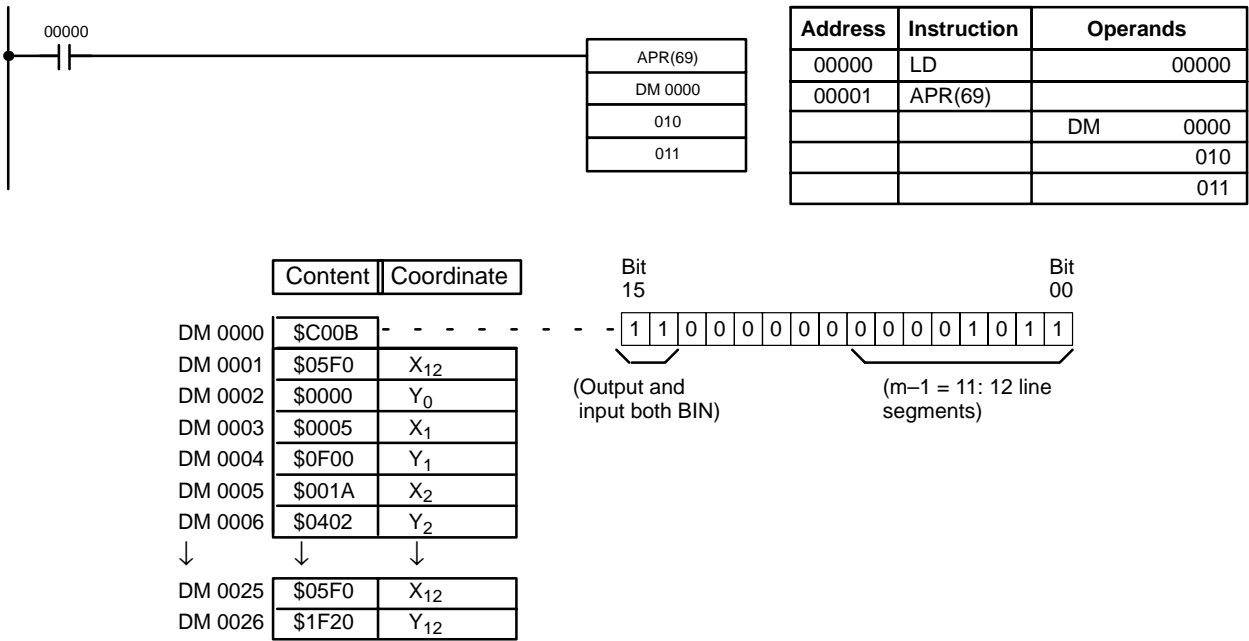 00000
APR(69)
DM 0000
010
011
Address Instruction Operands
00000 LD 00000
00001 APR(69)
DM 0000
010
011
Content Coordinate
Bit 15 Bit 00
DM 0000 $C00B - - - - - - - - - 1 1 0 0 0 0 0 0 0 0 0 0 1 0 1 1
DM 0001 $05F0 X12
DM 0002 $0000 Y0
DM 0003 $0005 X1
DM 0004 $0F00 Y1
DM 0005 $001A X2
DM 0006 $0402 Y2
↓ ↓ ↓
DM 0025 $05F0 X12
DM 0026 $1F20 Y12
(Output and
input both BIN)
(m–1 = 11: 12 line
segments)